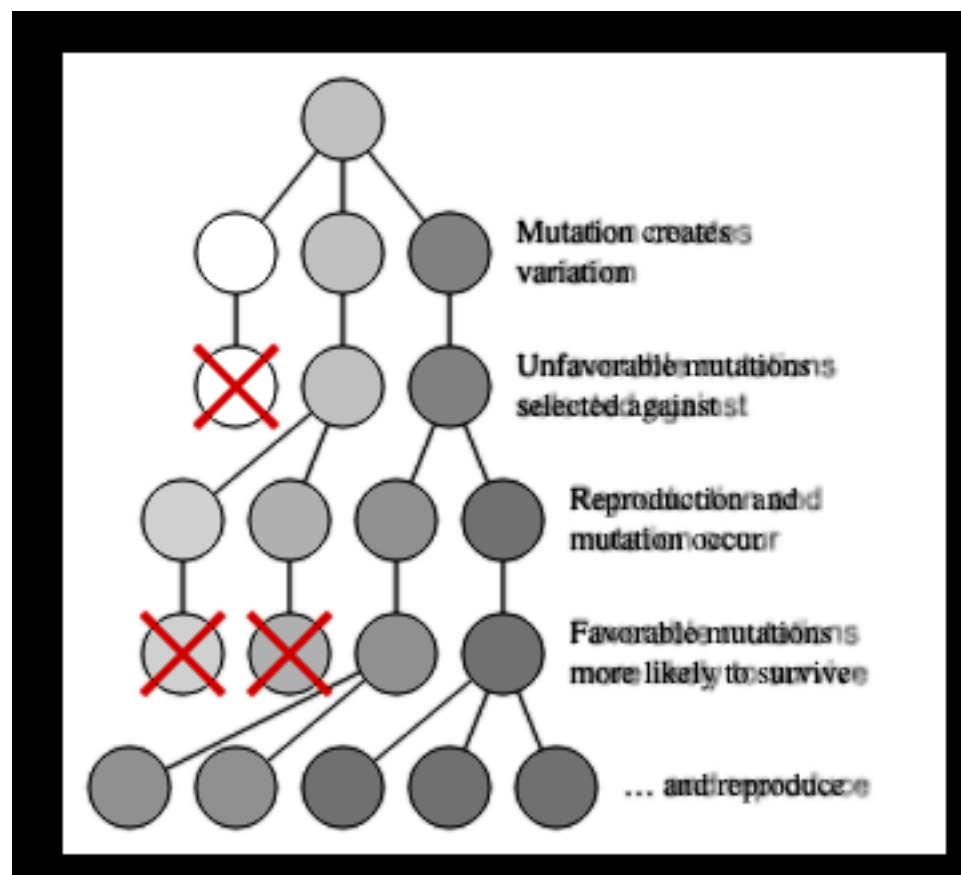 Mutation creates
variation
Unfavorable mutations
selected against
Reproduction and
mutation occur
Favorable mutations
more likely to survive
... and reproduce